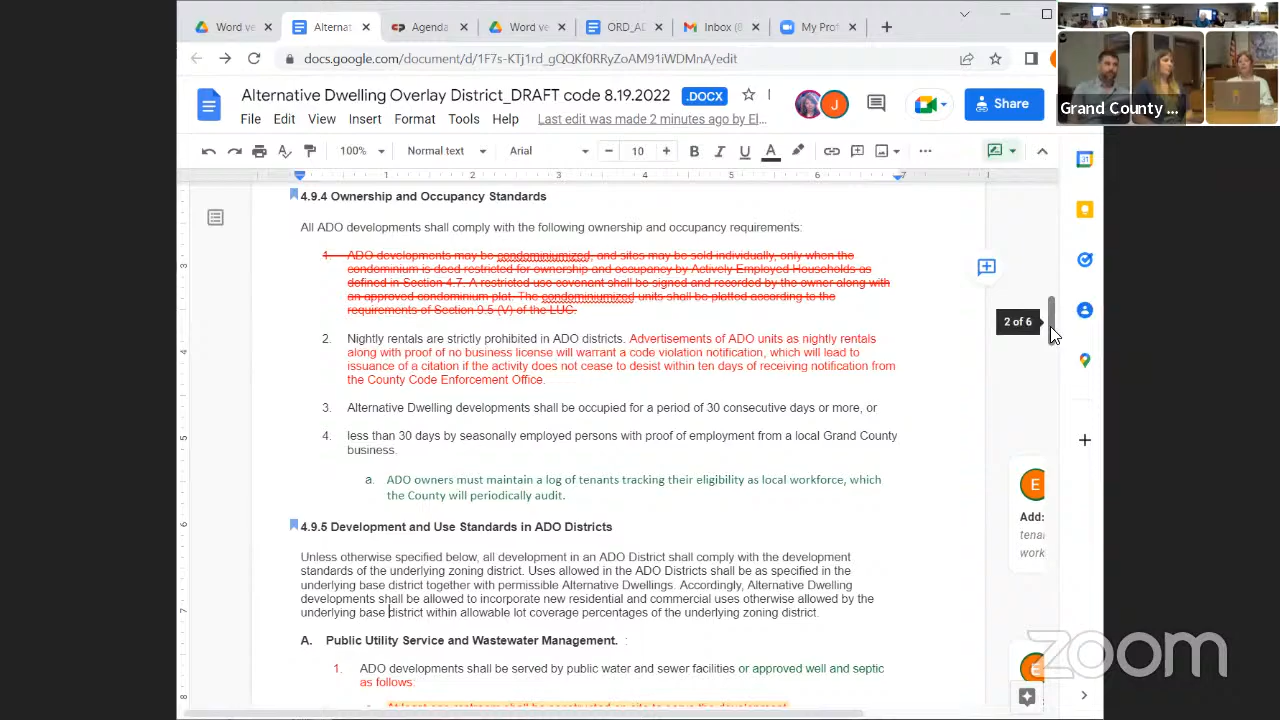 Word ve
Alternat
Agenda
Word ve
ORD_A
Inbox (8
My Prof
docs.google.com/document/d/1F7s-KTj1rd_gQQKf0RRyZoAM91iWDMnA/edit
Alternative Dwelling Overlay District_DRAFT code 8.19.2022
.DOCX
J
Share
Grand County ...
File Edit View Insert Format Tools Help
Last edit was made 2 minutes ago by El...
100%
Normal text
Arial
10
B I U A
1 2 3 4 5 6 7
4.9.4 Ownership and Occupancy Standards
All ADO developments shall comply with the following ownership and occupancy requirements:
1. ADO developments may be condominiumized, and sites may be sold individually, only when the
condominium is deed restricted for ownership and occupancy by Actively Employed Households as
defined in Section 4.7. A restricted use covenant shall be signed and recorded by the owner along with
an approved condominium plat. The condominiumized units shall be platted according to the
requirements of Section 9.5 (V) of the LUC.
2. Nightly rentals are strictly prohibited in ADO districts. Advertisements of ADO units as nightly rentals
along with proof of no business license will warrant a code violation notification, which will lead to
issuance of a citation if the activity does not cease to desist within ten days of receiving notification from
the County Code Enforcement Office.
3. Alternative Dwelling developments shall be occupied for a period of 30 consecutive days or more, or
4. less than 30 days by seasonally employed persons with proof of employment from a local Grand County
business.
a. ADO owners must maintain a log of tenants tracking their eligibility as local workforce, which
the County will periodically audit.
4.9.5 Development and Use Standards in ADO Districts
Unless otherwise specified below, all development in an ADO District shall comply with the development
standards of the underlying zoning district. Uses allowed in the ADO Districts shall be as specified in the
underlying base district together with permissible Alternative Dwellings. Accordingly, Alternative Dwelling
developments shall be allowed to incorporate new residential and commercial uses otherwise allowed by the
underlying base district within allowable lot coverage percentages of the underlying zoning district.
A. Public Utility Service and Wastewater Management.
1. ADO developments shall be served by public water and sewer facilities or approved well and septic
as follows:
2 of 6
E
Add:
tena
work
E
zoom
3
4
5
6
7
8
31